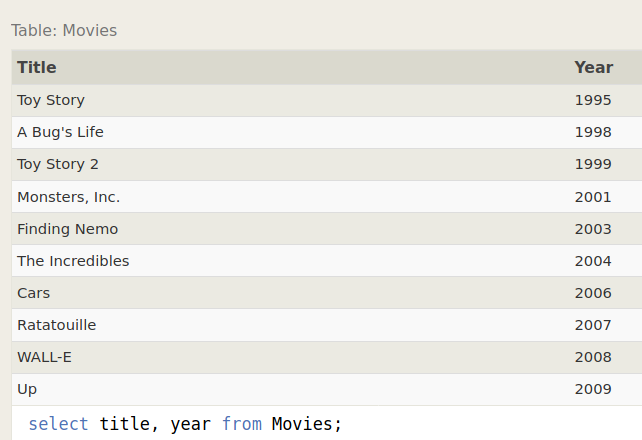 Table: Movies
Title Year
Toy Story 1995
A Bug's Life 1998
Toy Story 2 1999
Monsters, Inc. 2001
Finding Nemo 2003
The Incredibles 2004
Cars 2006
Ratatouille 2007
WALL-E 2008
Up 2009
select title, year from Movies;